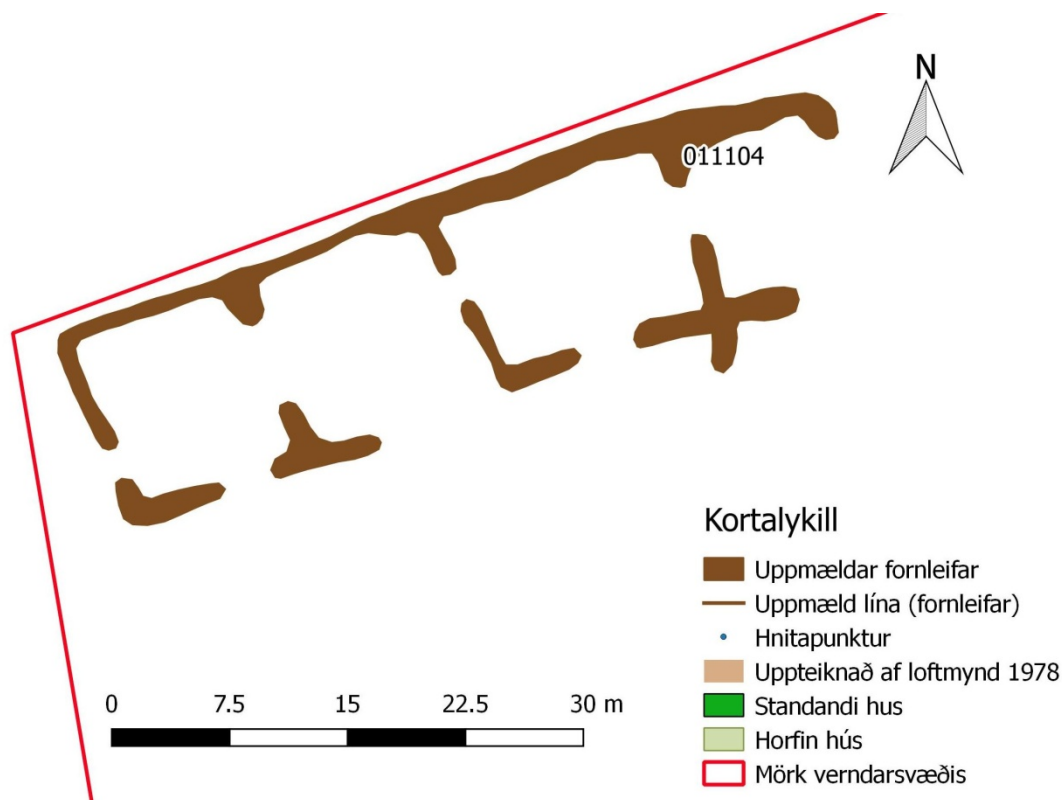 N
011104
Kortalykill
Uppmældar fornleifar
Uppmæld lína (fornleifar)
Hnitapunktur
Uppteiknað af loftmynd 1978
Standandi hus
Horfin hús
Mörk verndarsvæðis
0 7.5 15 22.5 30 m